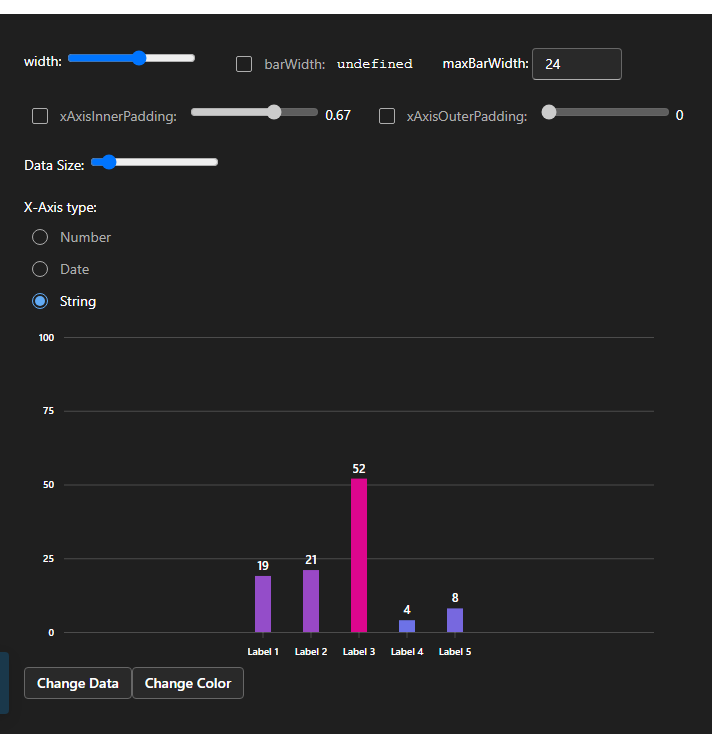 width: barWidth: undefined maxBarWidth: 24
xAxisInnerPadding: 0.67 xAxisOuterPadding: 0
Data Size:
X-Axis type:
Number
Date
String
100
75
50
25
0
52
19
21
4
8
Label 1 Label 2 Label 3 Label 4 Label 5
Change Data Change Color